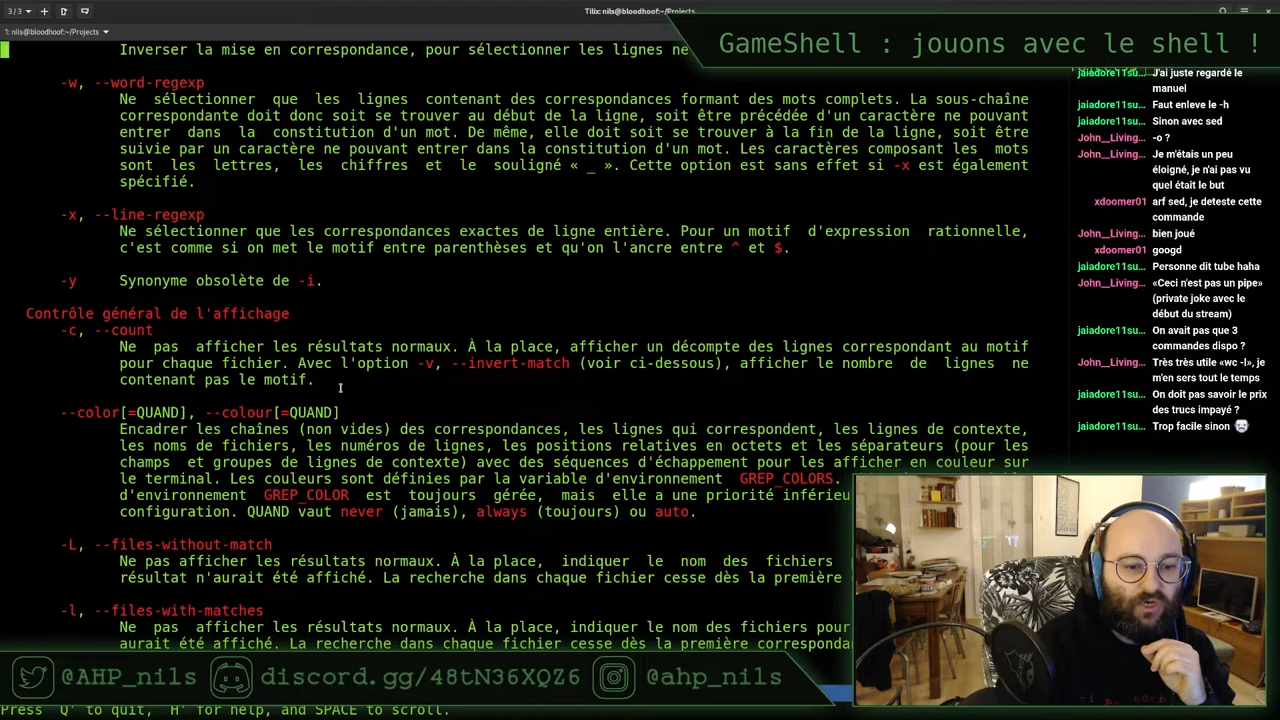 3/3
Tilix: nils@bloodhoof:~/Projects
1: nils@bloodhoof:~/Projects
GameShell : jouons avec le shell !
Inverser la mise en correspondance, pour sélectionner les lignes ne
-w, --word-regexp
Ne sélectionner que les lignes contenant des correspondances formant des mots complets. La sous-chaîne
correspondante doit donc soit se trouver au début de la ligne, soit être précédée d'un caractère ne pouvant
entrer dans la constitution d'un mot. De même, elle doit soit se trouver à la fin de la ligne, soit être
suivie par un caractère ne pouvant entrer dans la constitution d'un mot. Les caractères composant les mots
sont les lettres, les chiffres et le souligné « _ ». Cette option est sans effet si -x est également
spécifié.
-x, --line-regexp
Ne sélectionner que les correspondances exactes de ligne entière. Pour un motif d'expression rationnelle,
c'est comme si on met le motif entre parenthèses et qu'on l'ancre entre ^ et $.
-y Synonyme obsolète de -i.
Contrôle général de l'affichage
-c, --count
Ne pas afficher les résultats normaux. À la place, afficher un décompte des lignes correspondant au motif
pour chaque fichier. Avec l'option -v, --invert-match (voir ci-dessous), afficher le nombre de lignes ne
contenant pas le motif.
--color[=QUAND], --colour[=QUAND]
Encadrer les chaînes (non vides) des correspondances, les lignes qui correspondent, les lignes de contexte,
les noms de fichiers, les numéros de lignes, les positions relatives en octets et les séparateurs (pour les
champs et groupes de lignes de contexte) avec des séquences d'échappement pour les afficher en couleur sur
le terminal. Les couleurs sont définies par la variable d'environnement GREP_COLORS.
d'environnement GREP_COLOR est toujours gérée, mais elle a une priorité inférieu
configuration. QUAND vaut never (jamais), always (toujours) ou auto.
-L, --files-without-match
Ne pas afficher les résultats normaux. À la place, indiquer le nom des fichiers
résultat n'aurait été affiché. La recherche dans chaque fichier cesse dès la première
-l, --files-with-matches
Ne pas afficher les résultats normaux. À la place, indiquer le nom des fichiers pour
aurait été affiché. La recherche dans chaque fichier cesse dès la première corresponda
jaiadore11su... J'ai juste regardé le
manuel
jaiadore11su... Faut enleve le -h
jaiadore11su... Sinon avec sed
John__Living... -o ?
John__Living... Je m'étais un peu
éloigné, je n'ai pas vu
quel était le but
xdoomer01 arf sed, je deteste cette
commande
John__Living... bien joué
xdoomer01 googd
jaiadore11su... Personne dit tube haha
John__Living... «Ceci n'est pas un pipe»
(private joke avec le
début du stream)
jaiadore11su... On avait pas que 3
commandes dispo ?
John__Living... Très très utile «wc -l», je
m'en sers tout le temps
jaiadore11su... On doit pas savoir le prix
des trucs impayé ?
jaiadore11su... Trop facile sinon
@AHP_nils
discord.gg/48tN36XQZ6
@ahp_nils
Press 'Q' to quit, 'H' for help, and SPACE to scroll.